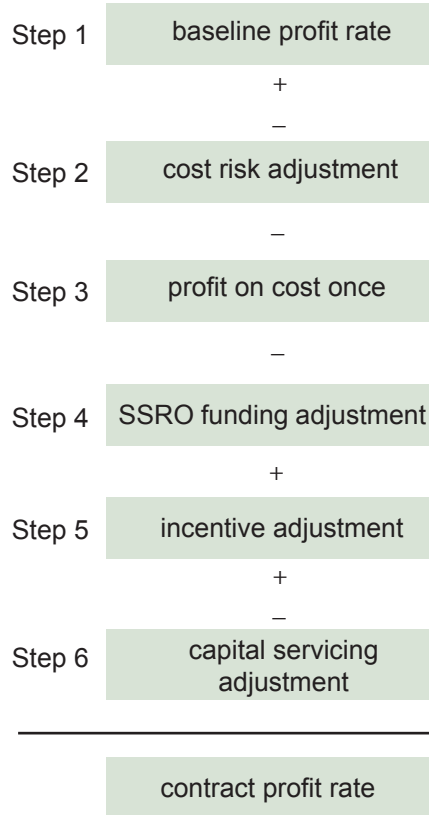 Step 1 baseline profit rate
+
–
Step 2 cost risk adjustment
–
Step 3 profit on cost once
–
Step 4 SSRO funding adjustment
+
Step 5 incentive adjustment
+
–
Step 6 capital servicing
adjustment
contract profit rate